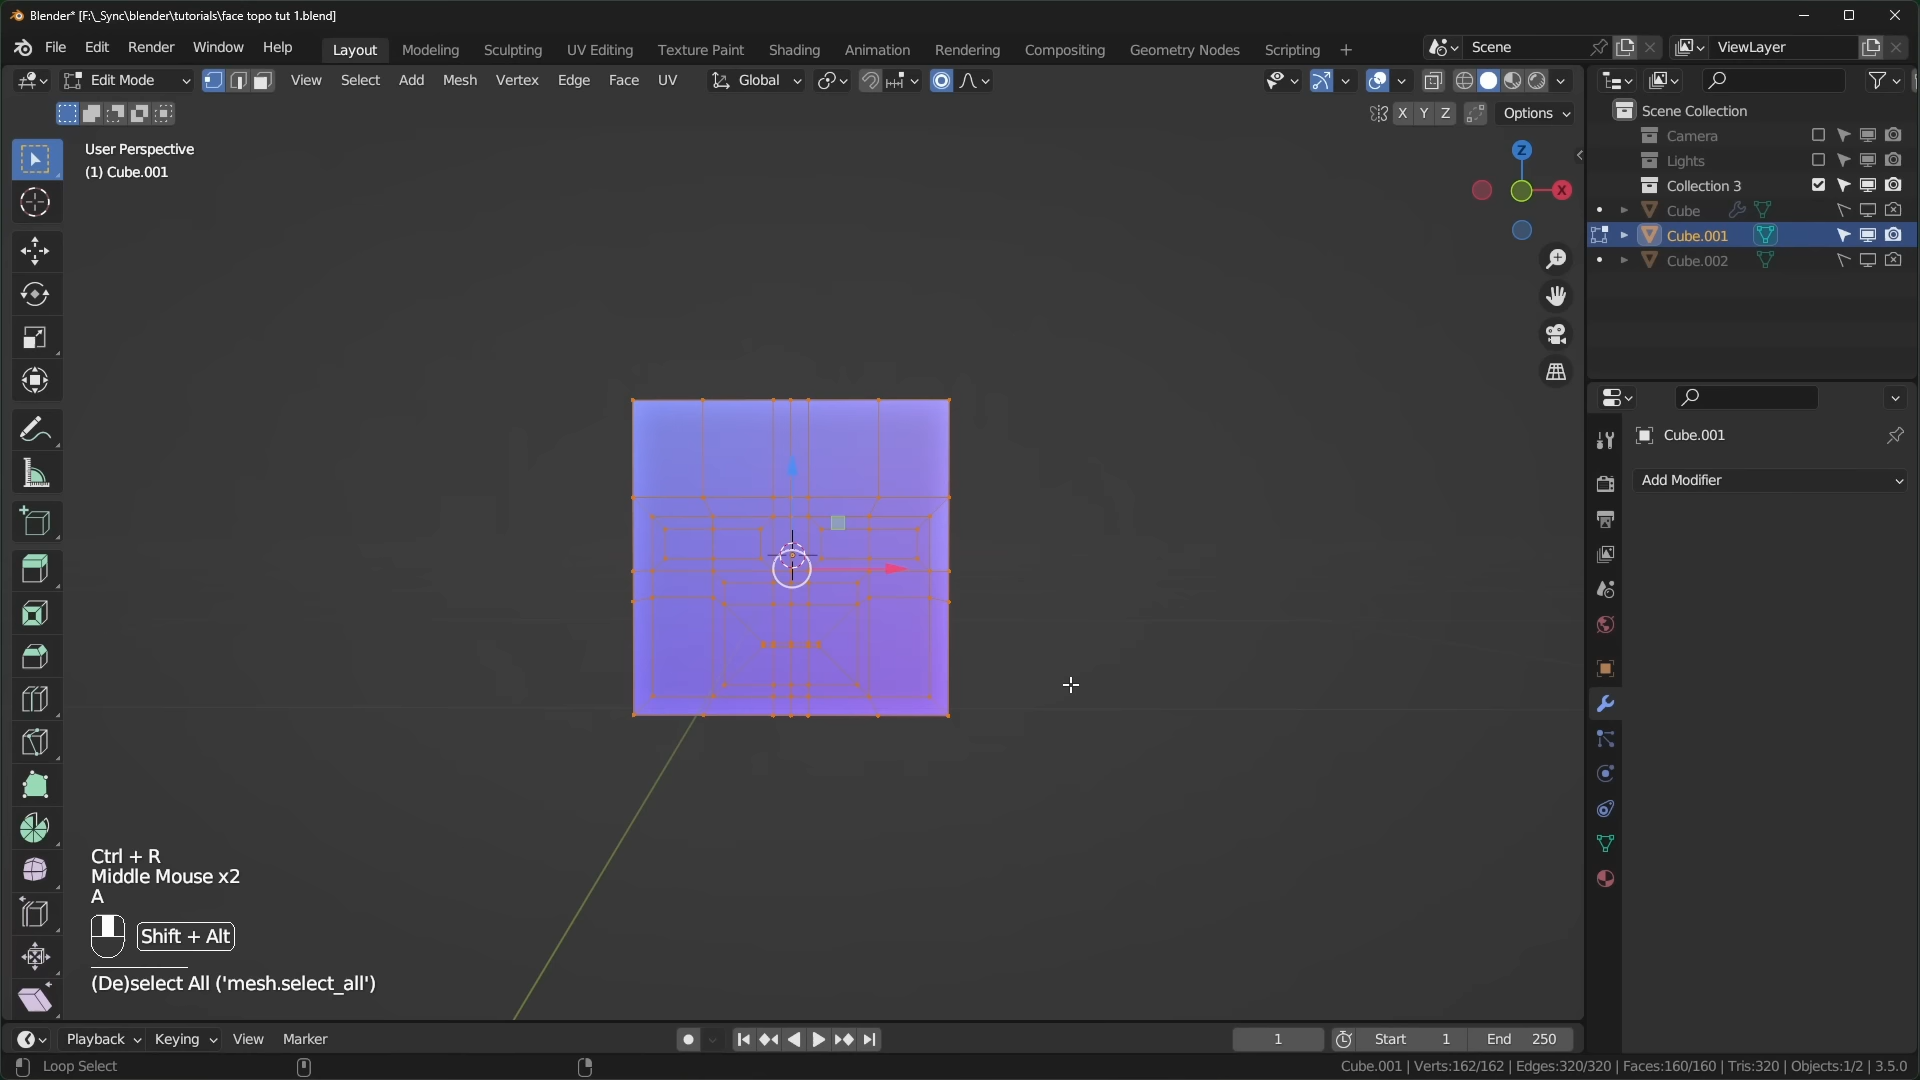 Blender* [F:\_Sync\blender\tutorials\face topo tut 1.blend]
File Edit Render Window Help
Layout Modeling Sculpting UV Editing Texture Paint Shading Animation Rendering Compositing Geometry Nodes Scripting +
Scene
ViewLayer
Edit Mode
View Select Add Mesh Vertex Edge Face UV
Global
X Y Z
Options
User Perspective
(1) Cube.001
Z
X
Scene Collection
Camera
Lights
Collection 3
Cube
Cube.001
Cube.002
Cube.001
Add Modifier
Ctrl + R
Middle Mouse x2
A
Shift + Alt
(De)select All ('mesh.select_all')
Playback Keying View Marker
1
Start 1
End 250
Loop Select
Cube.001 | Verts:162/162 | Edges:320/320 | Faces:160/160 | Tris:320 | Objects:1/2 | 3.5.0